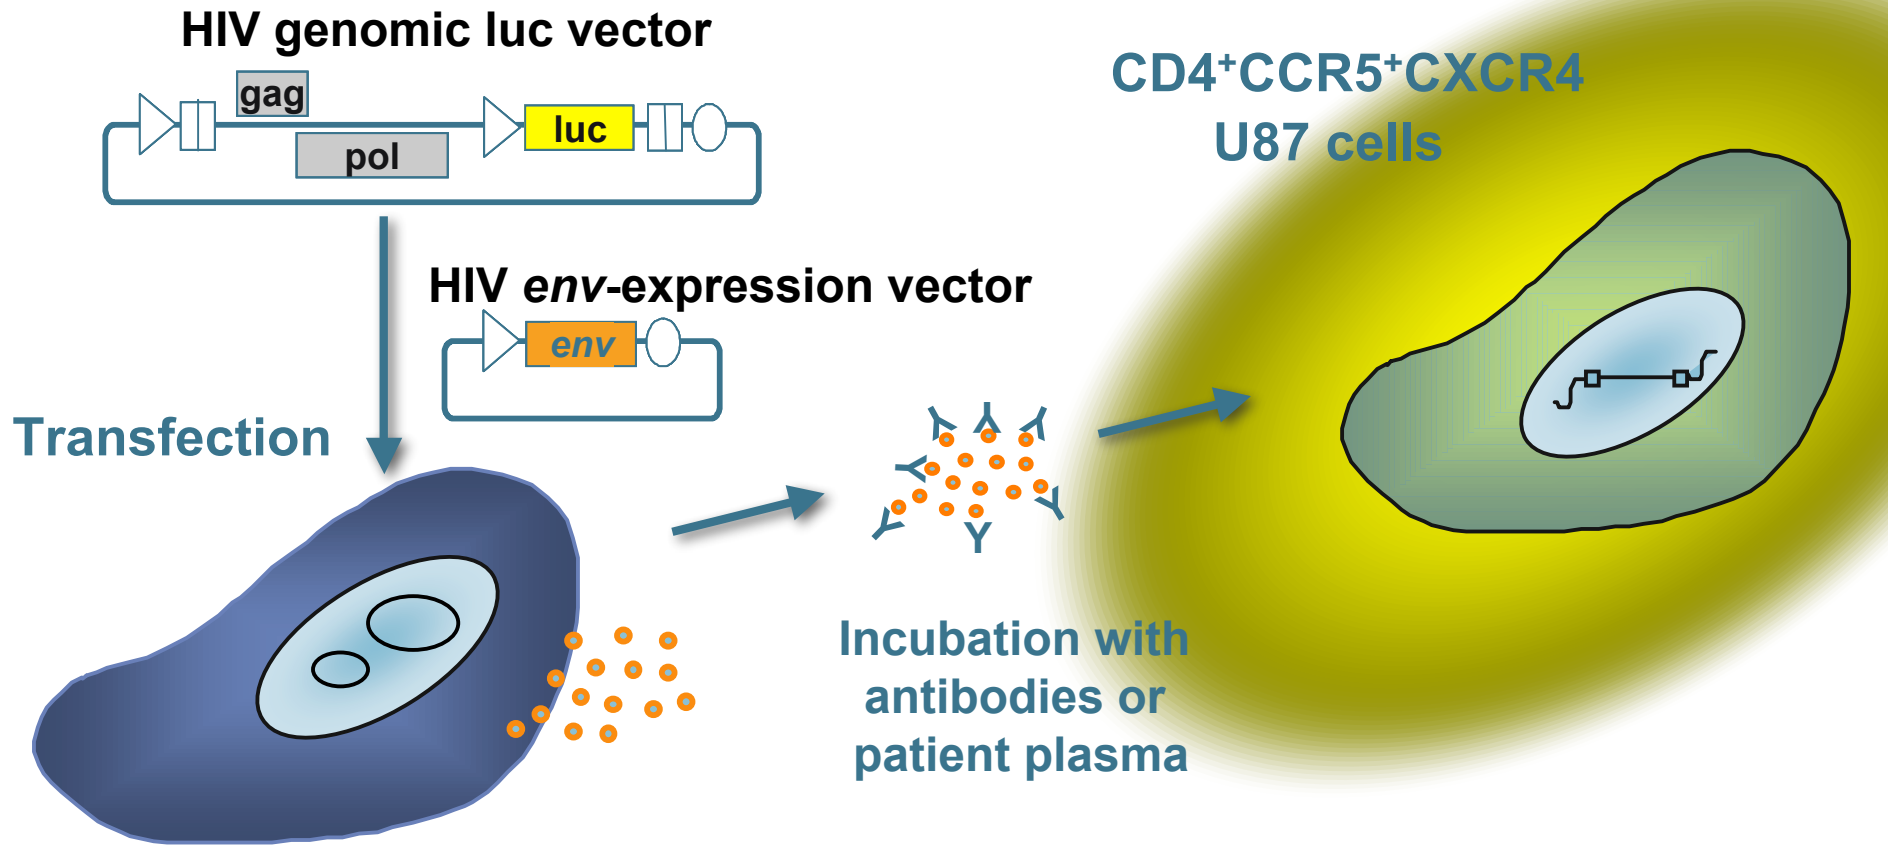 HIV genomic luc vector
gag
pol
luc
HIV env-expression vector
env
Transfection
Incubation with
antibodies or
patient plasma
CD4⁺CCR5⁺CXCR4
U87 cells